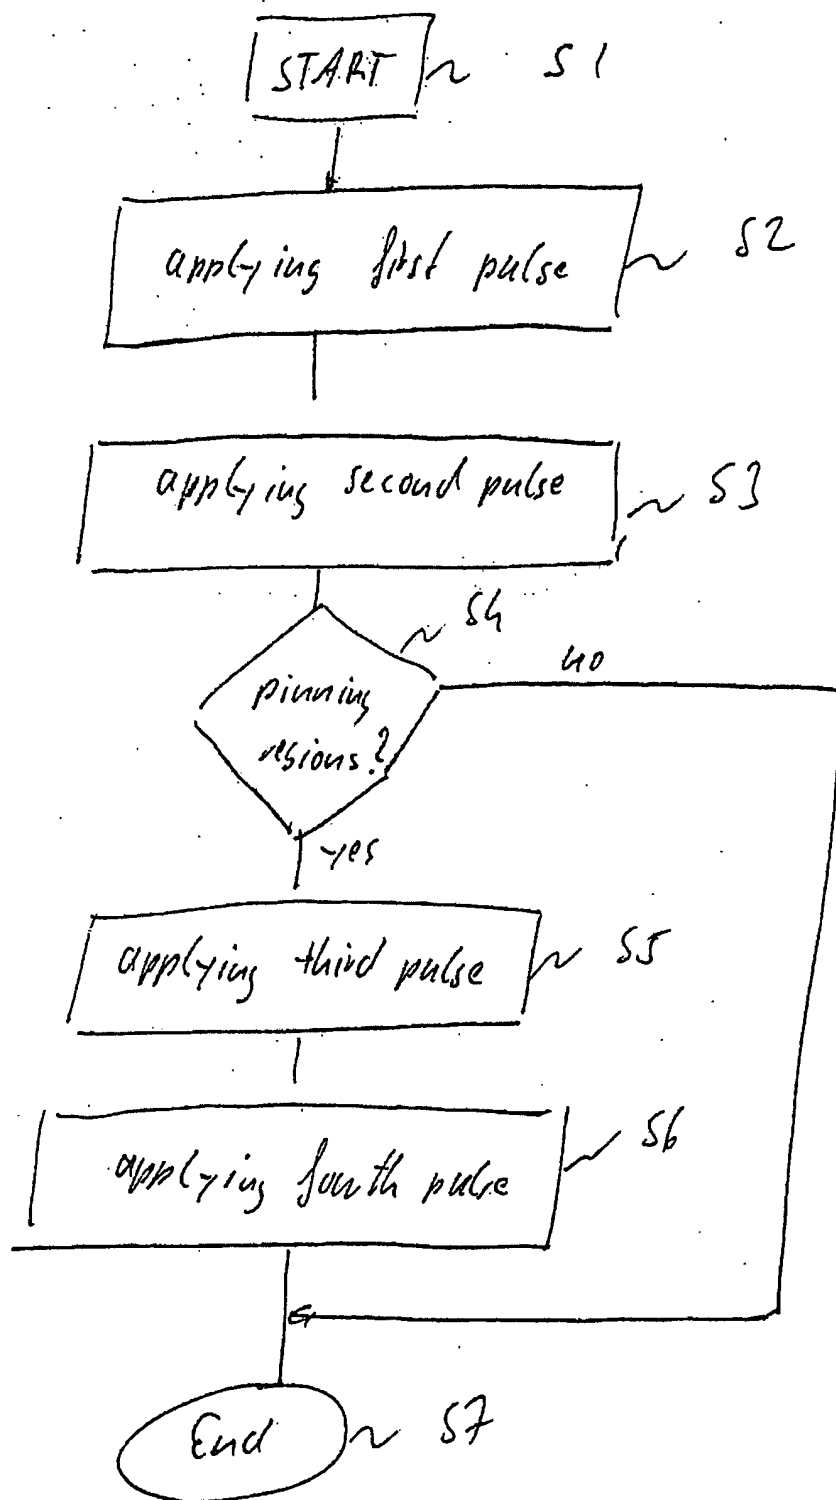 START S1
applying first pulse S2
applying second pulse S3
S4
no
pinning
regions?
yes
applying third pulse S5
applying fourth pulse S6
End S7